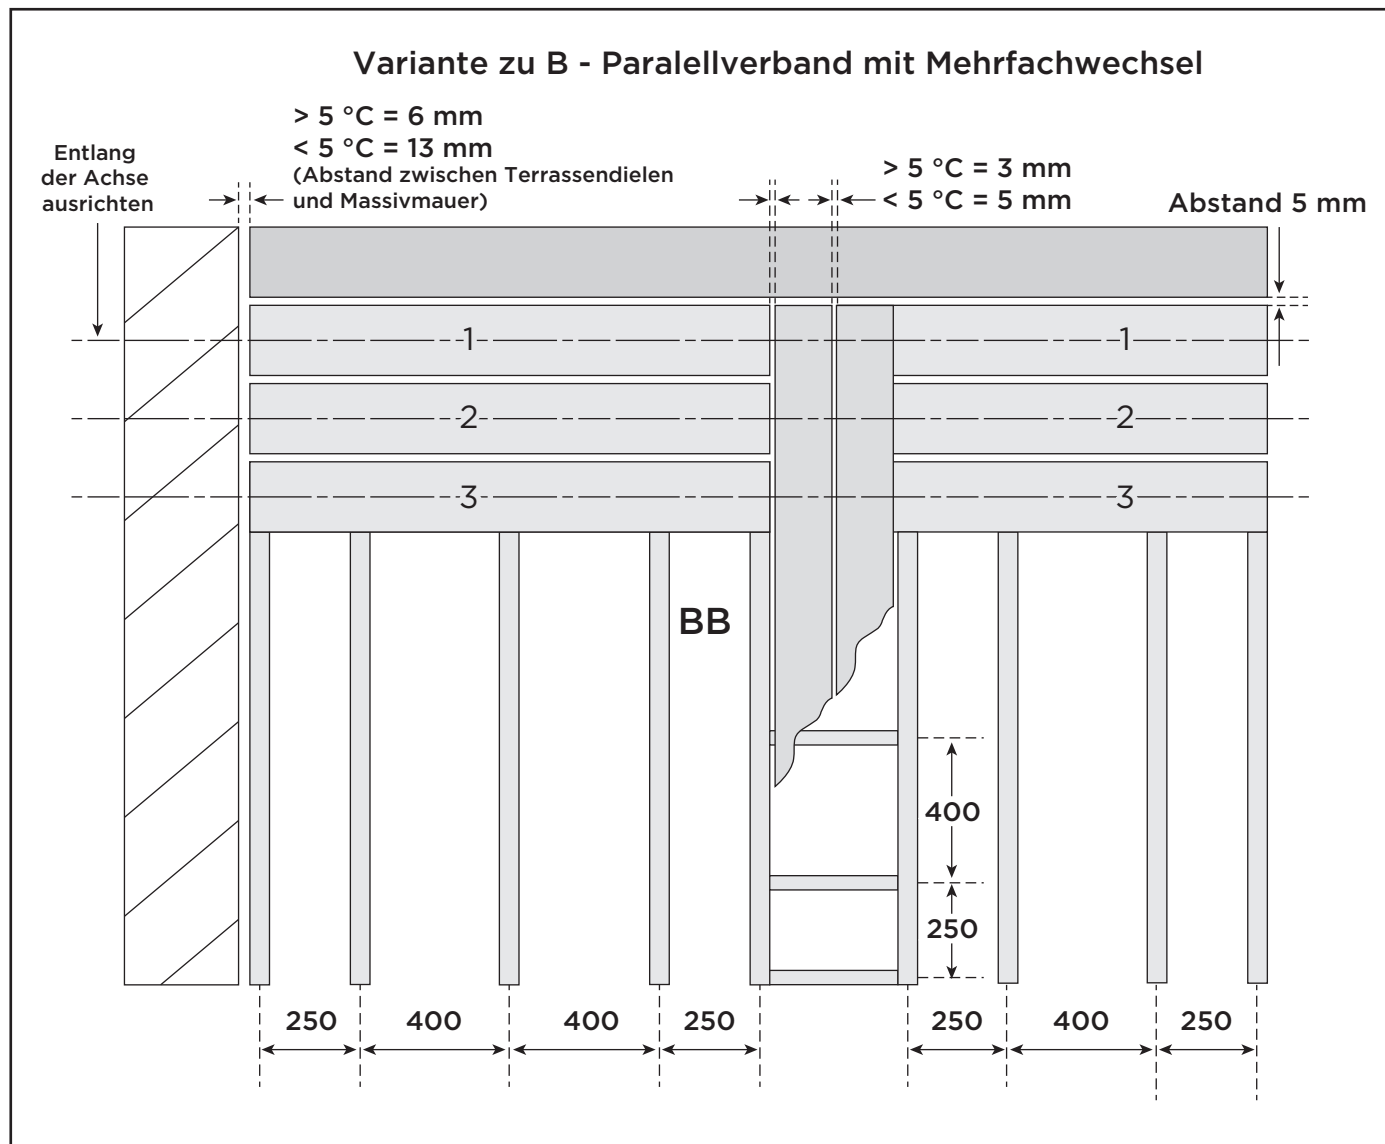 Variante zu B - Paralellverband mit Mehrfachwechsel
> 5 °C = 6 mm
< 5 °C = 13 mm
(Abstand zwischen Terrassendielen
und Massivmauer)
Entlang
der Achse
ausrichten
> 5 °C = 3 mm
< 5 °C = 5 mm
Abstand 5 mm
1 1
2 2
3 3
BB
400
250
250 400 400 250 250 400 250